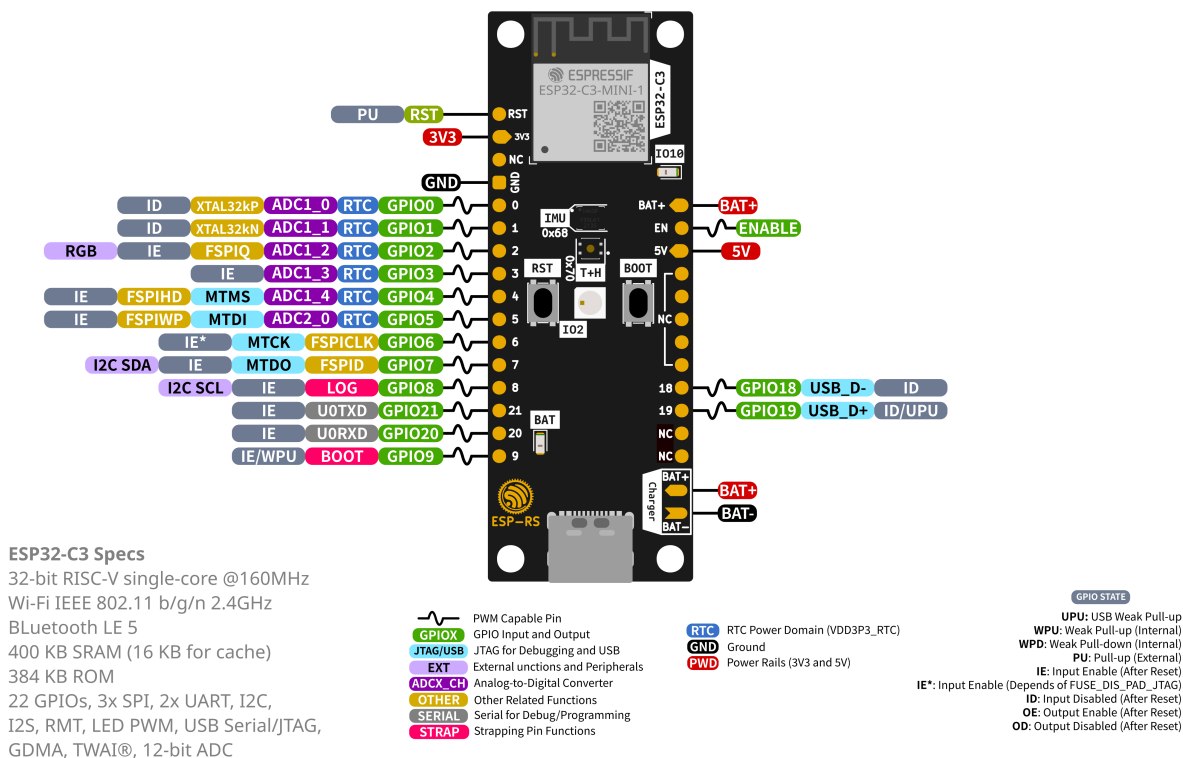 ESPRESSIF
ESP32-C3-MINI-1
ESP32-C3
PU RST RST
3V3 3V3
NC
IO10
GND GND
ID XTAL32kP ADC1_0 RTC GPIO0 0
BAT+ BAT+
ID XTAL32kN ADC1_1 RTC GPIO1 1
EN ENABLE
RGB IE FSPIQ ADC1_2 RTC GPIO2 2
5V 5V
IE ADC1_3 RTC GPIO3 3
IE FSPIHD MTMS ADC1_4 RTC GPIO4 4
IE FSPIWP MTDI ADC2_0 RTC GPIO5 5
NC
IE* MTCK FSPICLK GPIO6 6
I2C SDA IE MTDO FSPID GPIO7 7
I2C SCL IE LOG GPIO8 8
18 GPIO18 USB_D- ID
IE U0TXD GPIO21 21
19 GPIO19 USB_D+ ID/UPU
IE U0RXD GPIO20 20
NC
IE/WPU BOOT GPIO9 9
NC
IMU
0x68
0x70
T+H
RST
BOOT
IO2
BAT
BAT+ BAT+
Charger
BAT- BAT-
ESP-RS
ESP32-C3 Specs
32-bit RISC-V single-core @160MHz
Wi-Fi IEEE 802.11 b/g/n 2.4GHz
BLuetooth LE 5
400 KB SRAM (16 KB for cache)
384 KB ROM
22 GPIOs, 3x SPI, 2x UART, I2C,
I2S, RMT, LED PWM, USB Serial/JTAG,
GDMA, TWAI®, 12-bit ADC
PWM Capable Pin
GPIOX GPIO Input and Output
JTAG/USB JTAG for Debugging and USB
EXT External unctions and Peripherals
ADCX_CH Analog-to-Digital Converter
OTHER Other Related Functions
SERIAL Serial for Debug/Programming
STRAP Strapping Pin Functions
RTC RTC Power Domain (VDD3P3_RTC)
GND Ground
PWD Power Rails (3V3 and 5V)
GPIO STATE
UPU: USB Weak Pull-up
WPU: Weak Pull-up (Internal)
WPD: Weak Pull-down (Internal)
PU: Pull-up (External)
IE: Input Enable (After Reset)
IE*: Input Enable (Depends of FUSE_DIS_PAD_JTAG)
ID: Input Disabled (After Reset)
OE: Output Enable (After Reset)
OD: Output Disabled (After Reset)